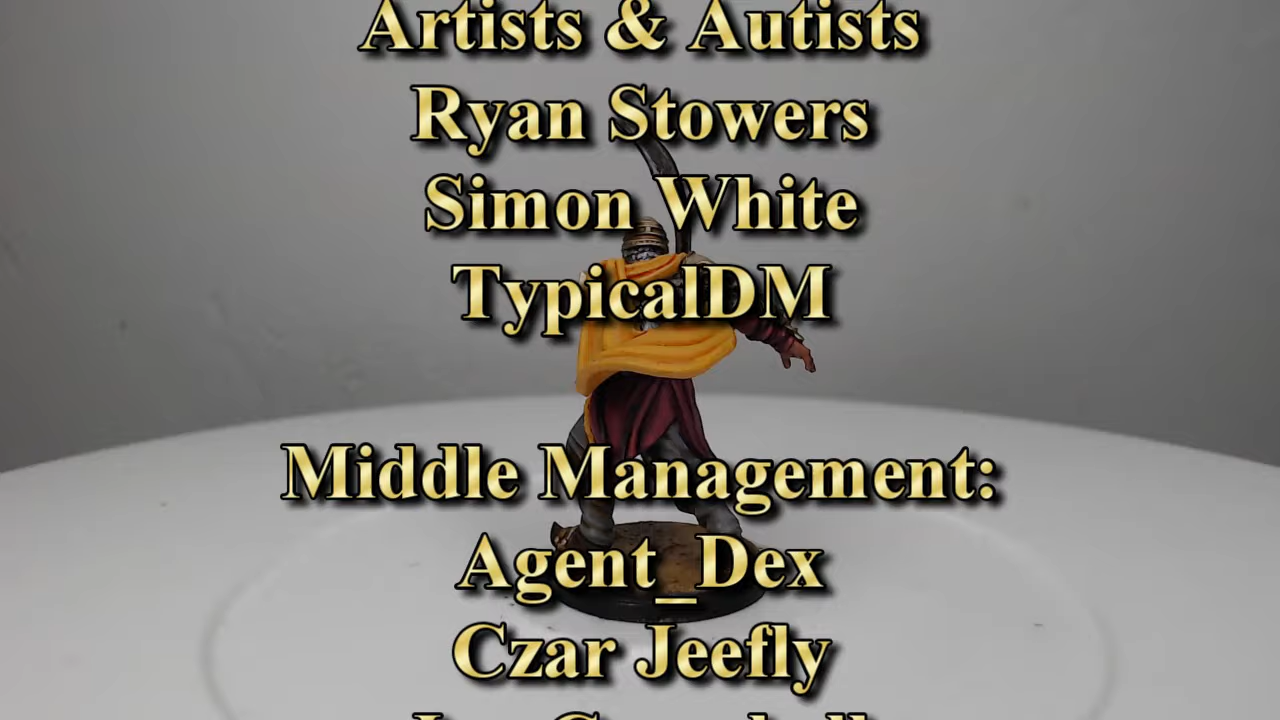 Artists & Autists
Ryan Stowers
Simon White
TypicalDM
Middle Management:
Agent_Dex
Czar Jeefly